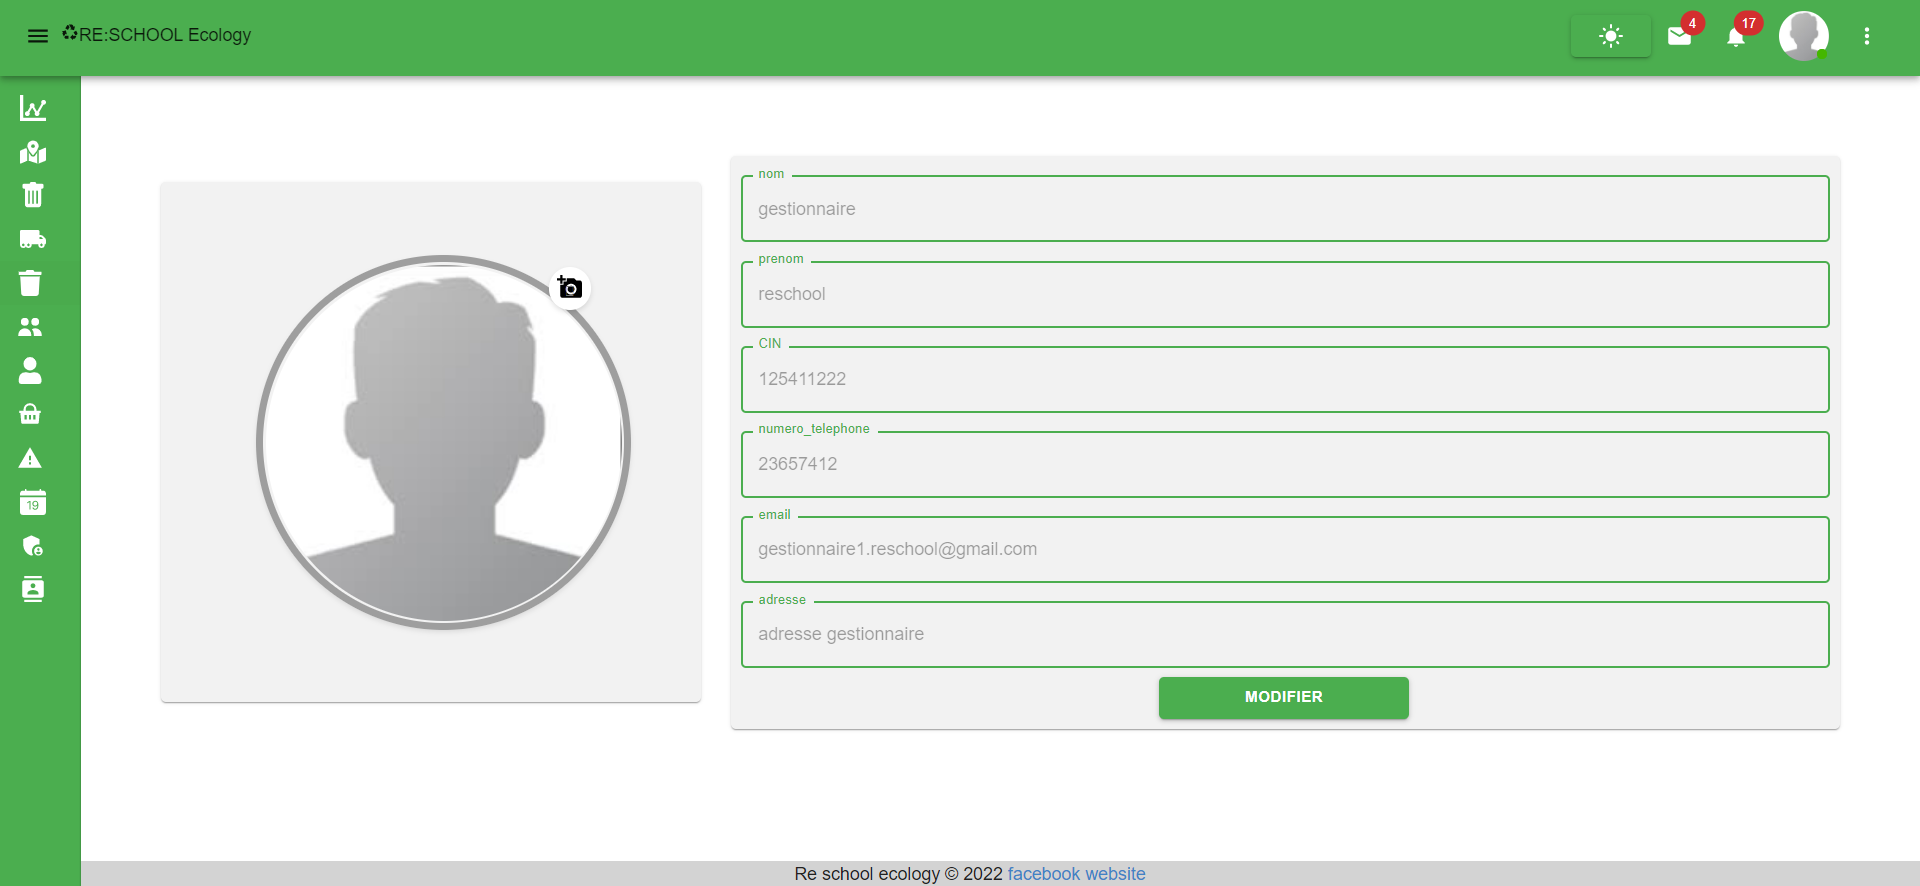 RE:SCHOOL Ecology
4
17
19
nom
gestionnaire
prenom
reschool
CIN
125411222
numero_telephone
23657412
email
gestionnaire1.reschool@gmail.com
adresse
adresse gestionnaire
MODIFIER
Re school ecology © 2022 facebook website